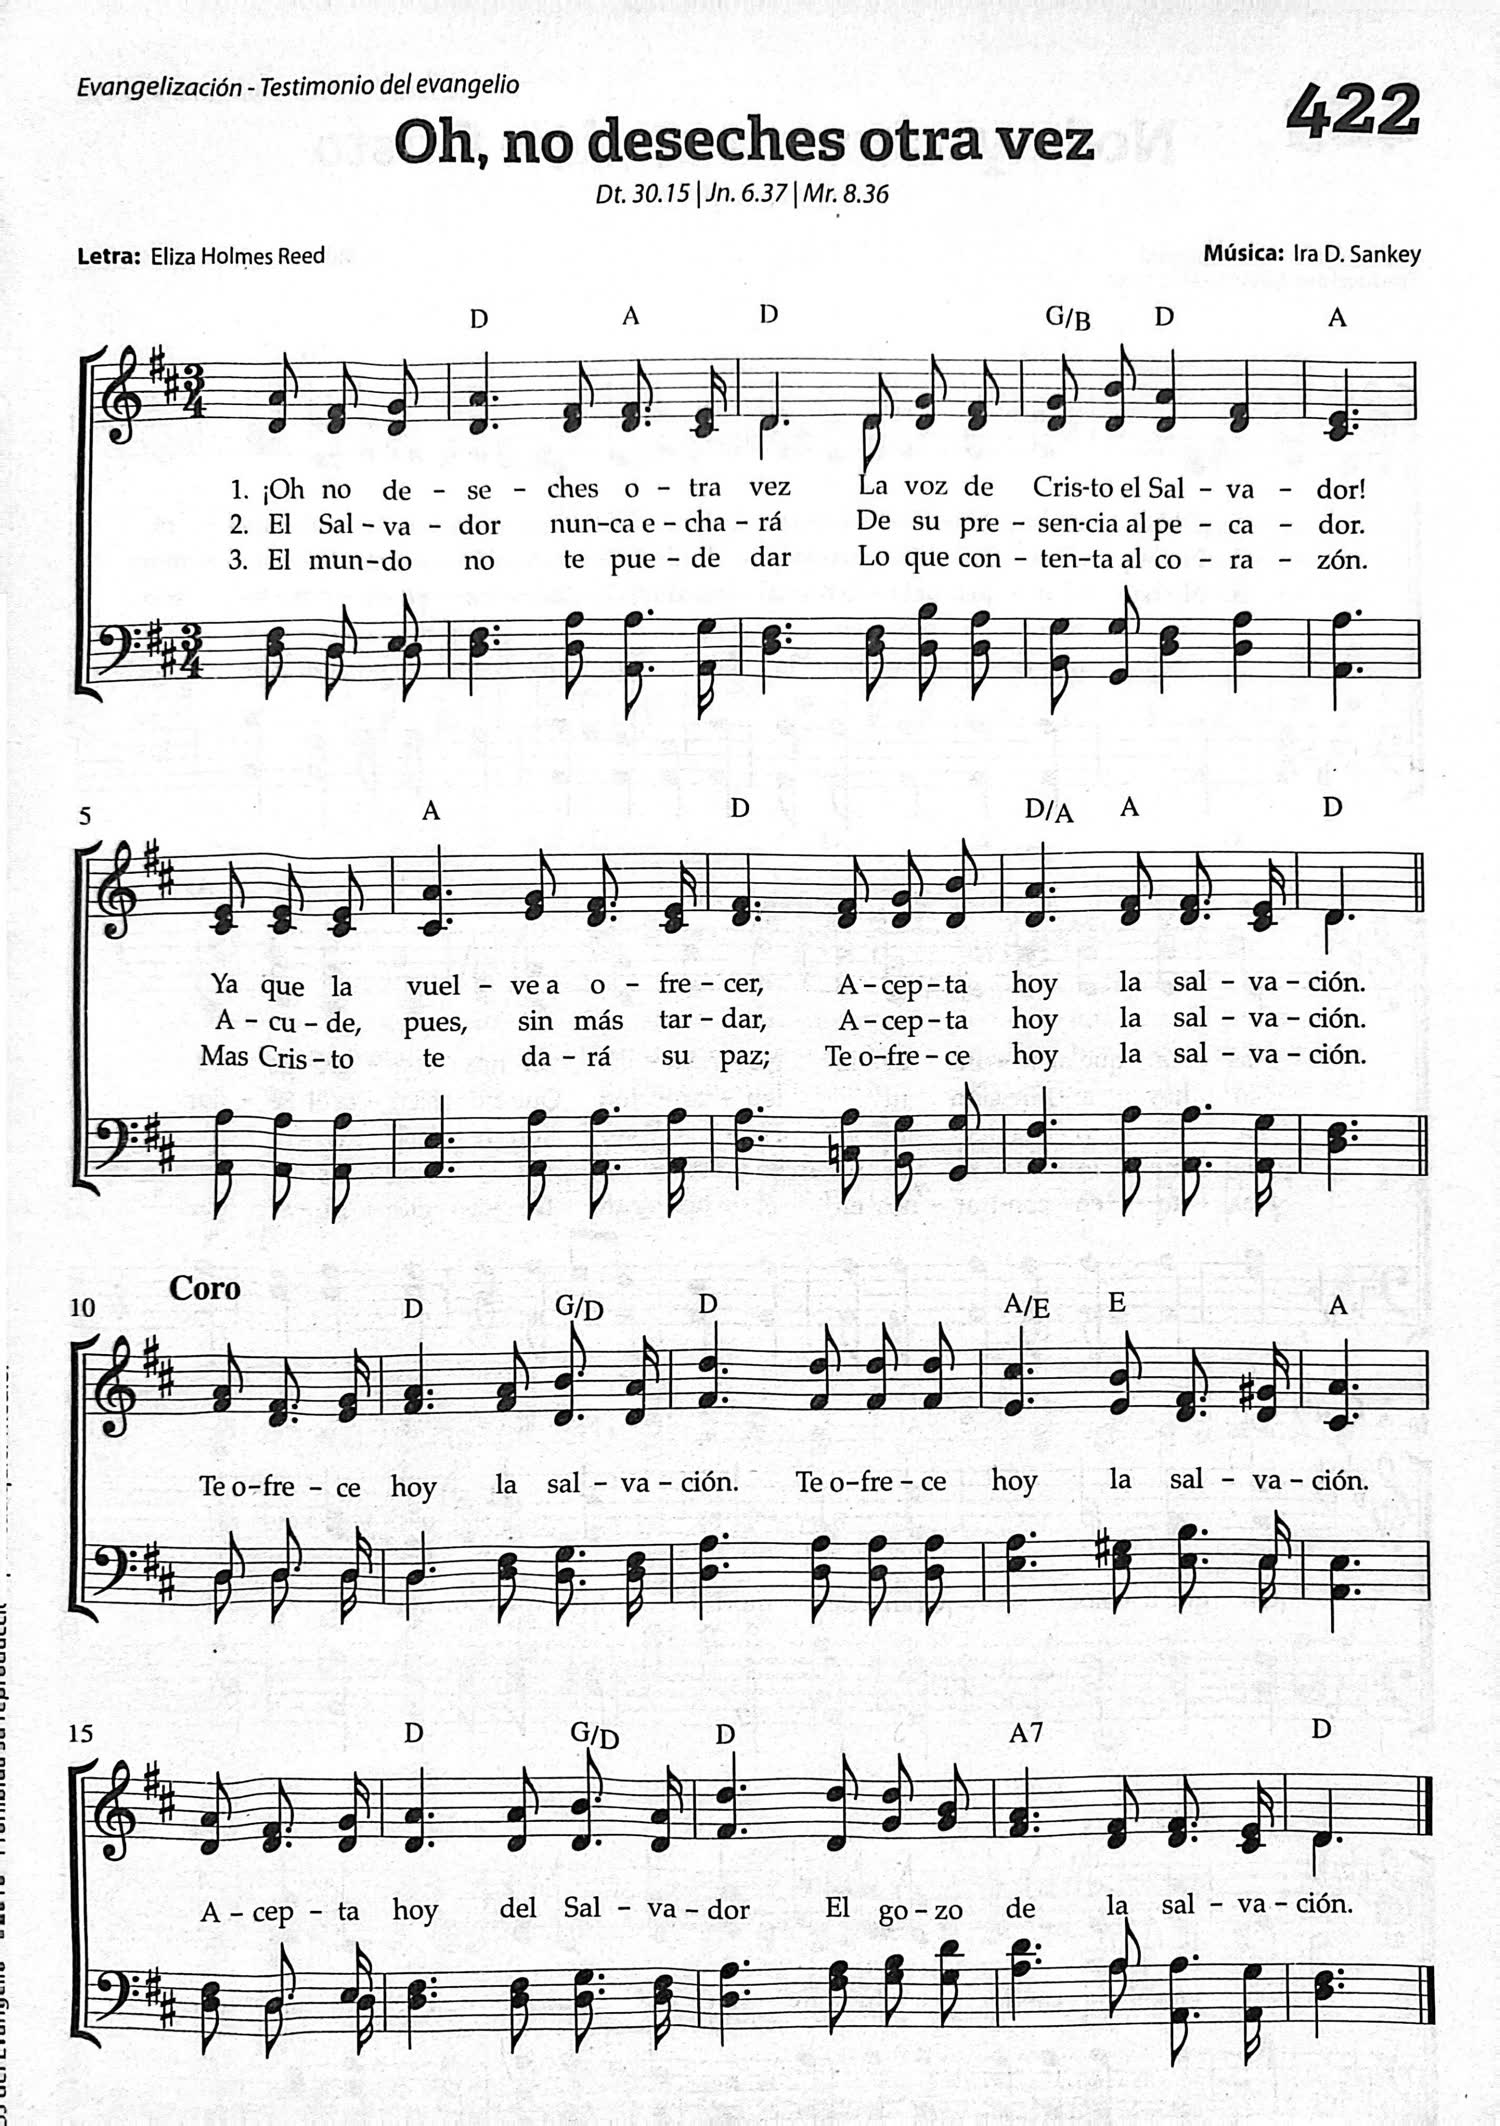 Evangelización - Testimonio del evangelio
422
Oh, no deseches otra vez
Dt. 30.15 | Jn. 6.37 | Mr. 8.36
Letra: Eliza Holmes Reed
Música: Ira D. Sankey
D A D G/B D A
3 4
1. ¡Oh no de - se - ches o - tra vez La voz de Cris-to el Sal - va - dor!
2. El Sal - va - dor nun-ca e - cha - rá De su pre - sen-cia al pe - ca - dor.
3. El mun-do no te pue - de dar Lo que con - ten-ta al co - ra - zón.
3 4
5
A D D/A A D
Ya que la vuel - ve a o - fre - cer, A - cep - ta hoy la sal - va - ción.
A - cu - de, pues, sin más tar - dar, A - cep - ta hoy la sal - va - ción.
Mas Cris - to te da - rá su paz; Te o-fre - ce hoy la sal - va - ción.
Coro
10
D G/D D A/E E A
Te o-fre - ce hoy la sal - va - ción. Te o-fre - ce hoy la sal - va - ción.
15
D G/D D A7 D
A - cep - ta hoy del Sal - va - dor El go - zo de la sal - va - ción.